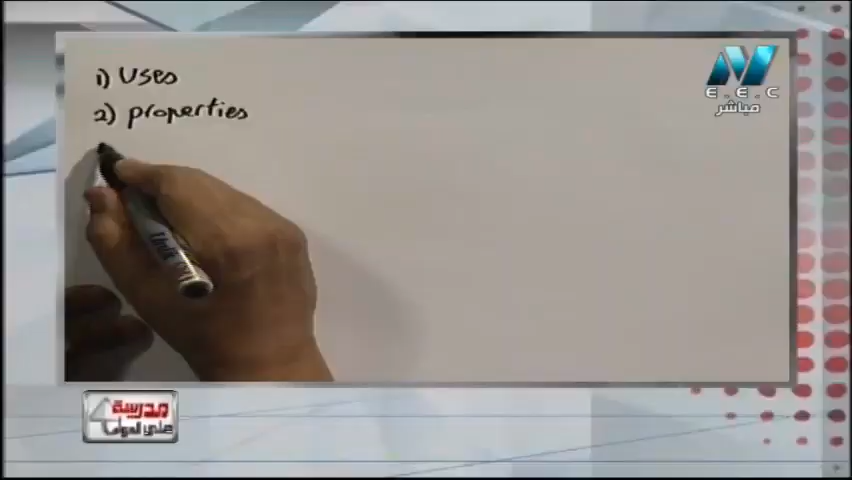 1) Uses
2) properties
E.E.C
مباشر
مدرسة
على الهواء